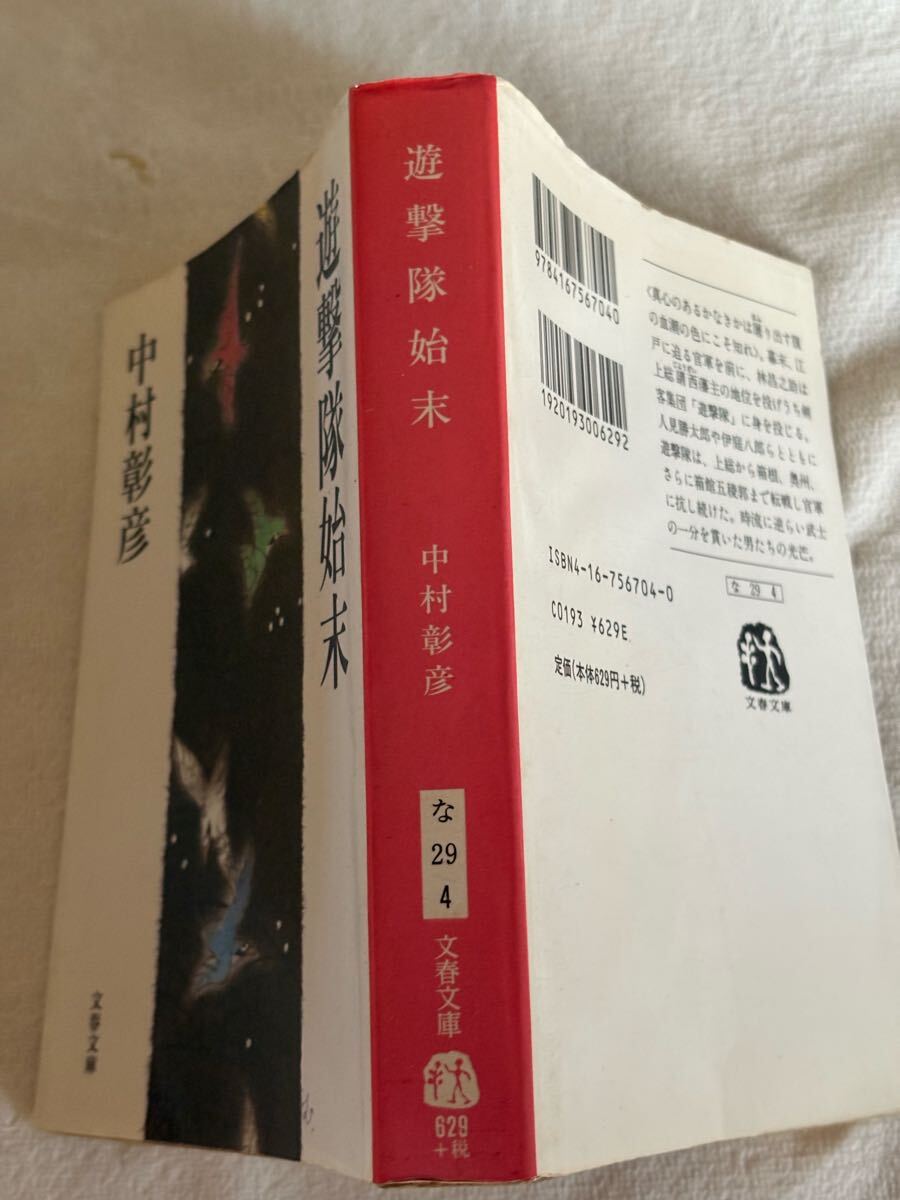 遊撃隊始末
中村彰彦
文春文庫
遊撃隊始末
中村彰彦
な
29
4
文春文庫
629
+税
9784167567040
1920193006292
ISBN4-16-756704-0
C0193 ¥629E
定価(本体629円+税)
〈真心のあるかなきかは屠り出す腹
の血潮の色にこそ知れ〉。幕末、江
戸に迫る官軍を前に、林昌之助は
上総請西藩主の地位を投げうち剣
客集団「遊撃隊」に身を投じる。
人見勝太郎や伊庭八郎らとともに
遊撃隊は、上総から箱根、奥州、
さらに箱館五稜郭まで転戦し官軍
に抗し続けた。時流に逆らい武士
の一分を貫いた男たちの光芒。
な 29 4
文春文庫